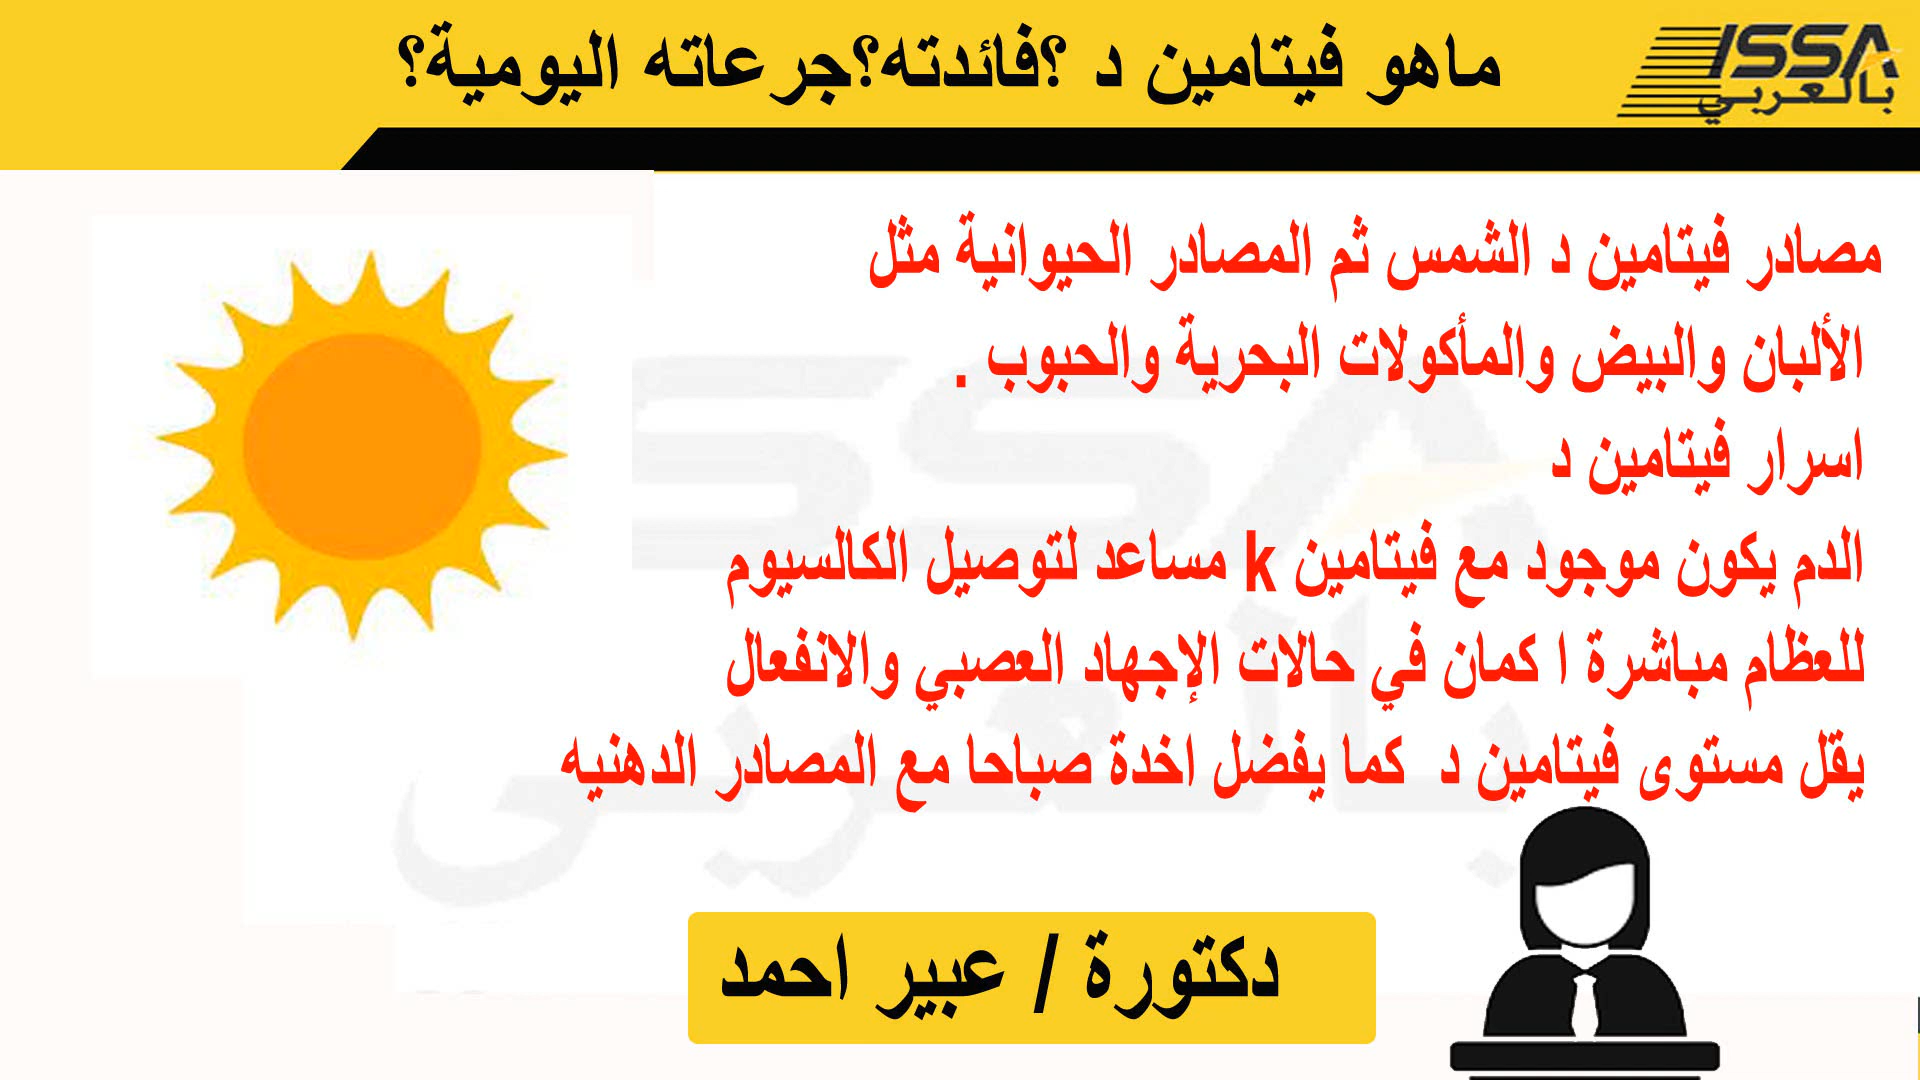 ماهو فيتامين د ؟فائدته؟جرعاته اليومية؟
ISSA
بالعربي
مصادر فيتامين د الشمس ثم المصادر الحيوانية مثل
الألبان والبيض والمأكولات البحرية والحبوب .
اسرار فيتامين د
الدم يكون موجود مع فيتامين k مساعد لتوصيل الكالسيوم
للعظام مباشرة ا كمان في حالات الإجهاد العصبي والانفعال
يقل مستوى فيتامين د كما يفضل اخدة صباحا مع المصادر الدهنيه
دكتورة / عبير احمد